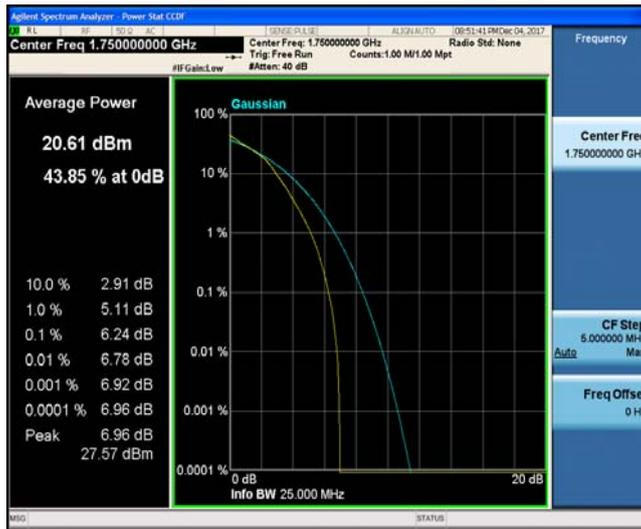 Agilent Spectrum Analyzer - Power Stat CCDF
RL RF 50 Ω AC SENSE:PULSE ALIGN AUTO 08:51:41 PM Dec 04, 2017
Center Freq 1.750000000 GHz
Center Freq: 1.750000000 GHz Radio Std: None
Trig: Free Run Counts:1.00 M/1.00 Mpt
#IFGain:Low #Atten: 40 dB
Frequency
Average Power
20.61 dBm
43.85 % at 0dB
10.0 % 2.91 dB
1.0 % 5.11 dB
0.1 % 6.24 dB
0.01 % 6.78 dB
0.001 % 6.92 dB
0.0001 % 6.96 dB
Peak 6.96 dB
27.57 dBm
Gaussian
100 %
10 %
1 %
0.1 %
0.01 %
0.001 %
0.0001 %
0 dB 20 dB
Info BW 25.000 MHz
Center Fre
1.750000000 GH
CF Step
5.000000 MH
Auto Ma
Freq Offse
0 H
MSG STATUS